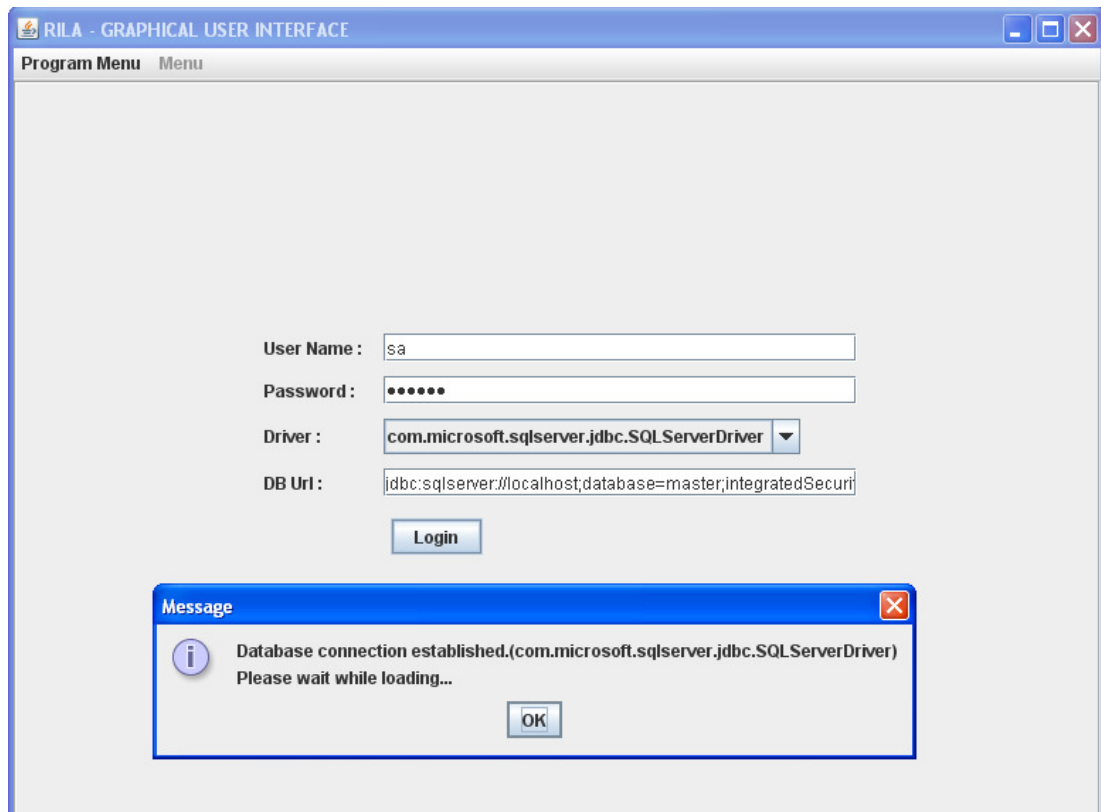 RILA - GRAPHICAL USER INTERFACE
Program Menu Menu
User Name : sa
Password : ••••••
Driver : com.microsoft.sqlserver.jdbc.SQLServerDriver
DB Url : jdbc:sqlserver://localhost;database=master;integratedSecuri
Login
Message
Database connection established.(com.microsoft.sqlserver.jdbc.SQLServerDriver)
Please wait while loading...
OK